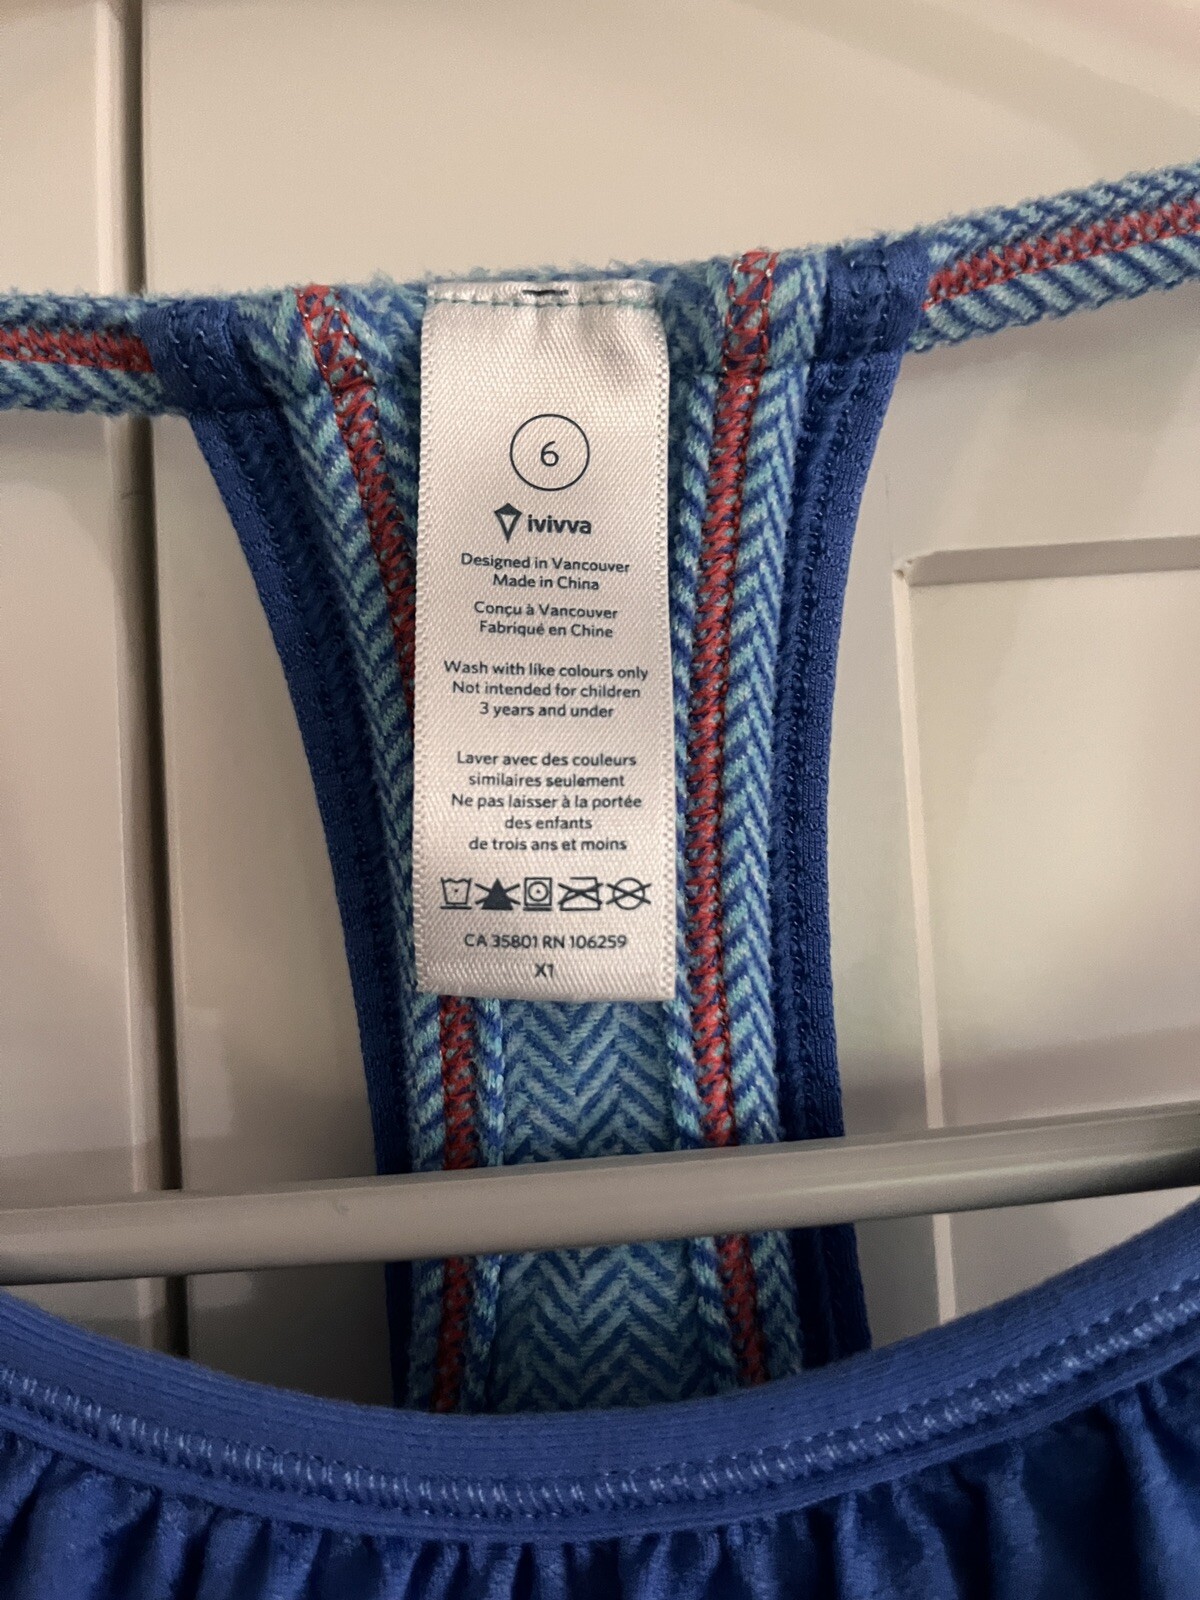 6
ivivva
Designed in Vancouver
Made in China
Conçu à Vancouver
Fabriqué en Chine
Wash with like colours only
Not intended for children
3 years and under
Laver avec des couleurs
similaires seulement
Ne pas laisser à la portée
des enfants
de trois ans et moins
CA 35801 RN 106259
X1